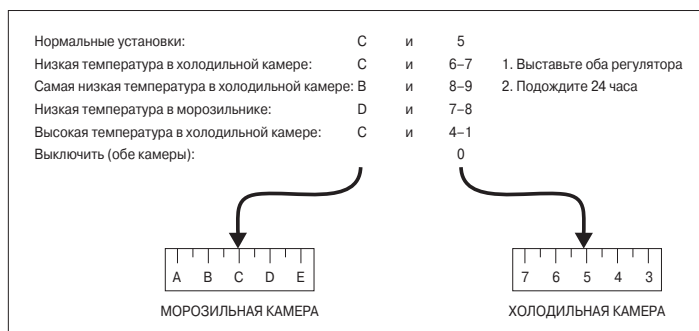 Нормальные установки: C и 5
Низкая температура в холодильной камере: C и 6–7 1. Выставьте оба регулятора
Самая низкая температура в холодильной камере: B и 8–9 2. Подождите 24 часа
Низкая температура в морозильнике: D и 7–8
Высокая температура в холодильной камере: C и 4–1
Выключить (обе камеры): 0
A B C D E 7 6 5 4 3
МОРОЗИЛЬНАЯ КАМЕРА ХОЛОДИЛЬНАЯ КАМЕРА